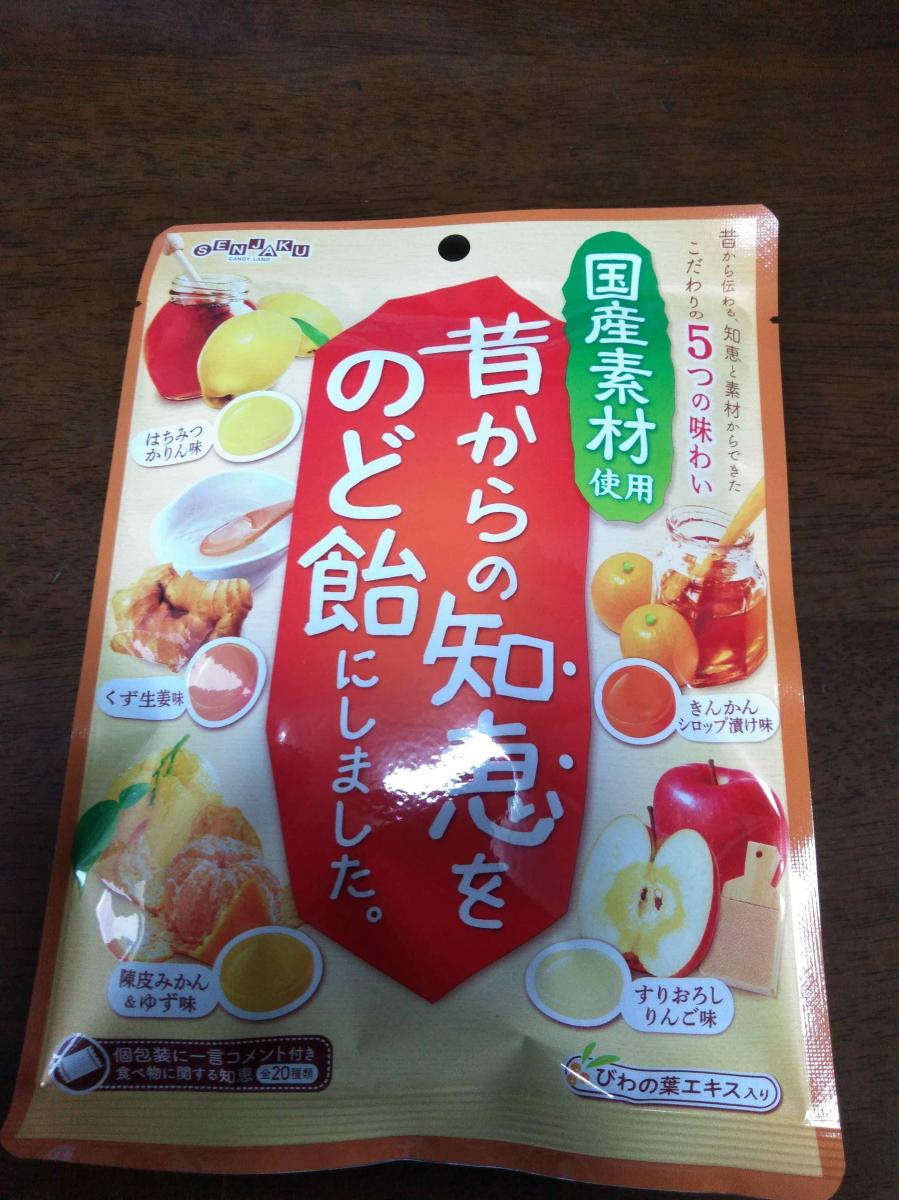 SENJAKU
CANDY LAND
昔から伝わる、知恵と素材からできた
こだわりの5つの味わい
国産素材
使用
昔からの知恵を
のど飴にしました。
はちみつ
かりん味
くず生姜味
陳皮みかん
&ゆず味
きんかん
シロップ漬け味
すりおろし
りんご味
個包装に一言コメント付き
食べ物に関する知恵 全20種類
びわの葉エキス入り